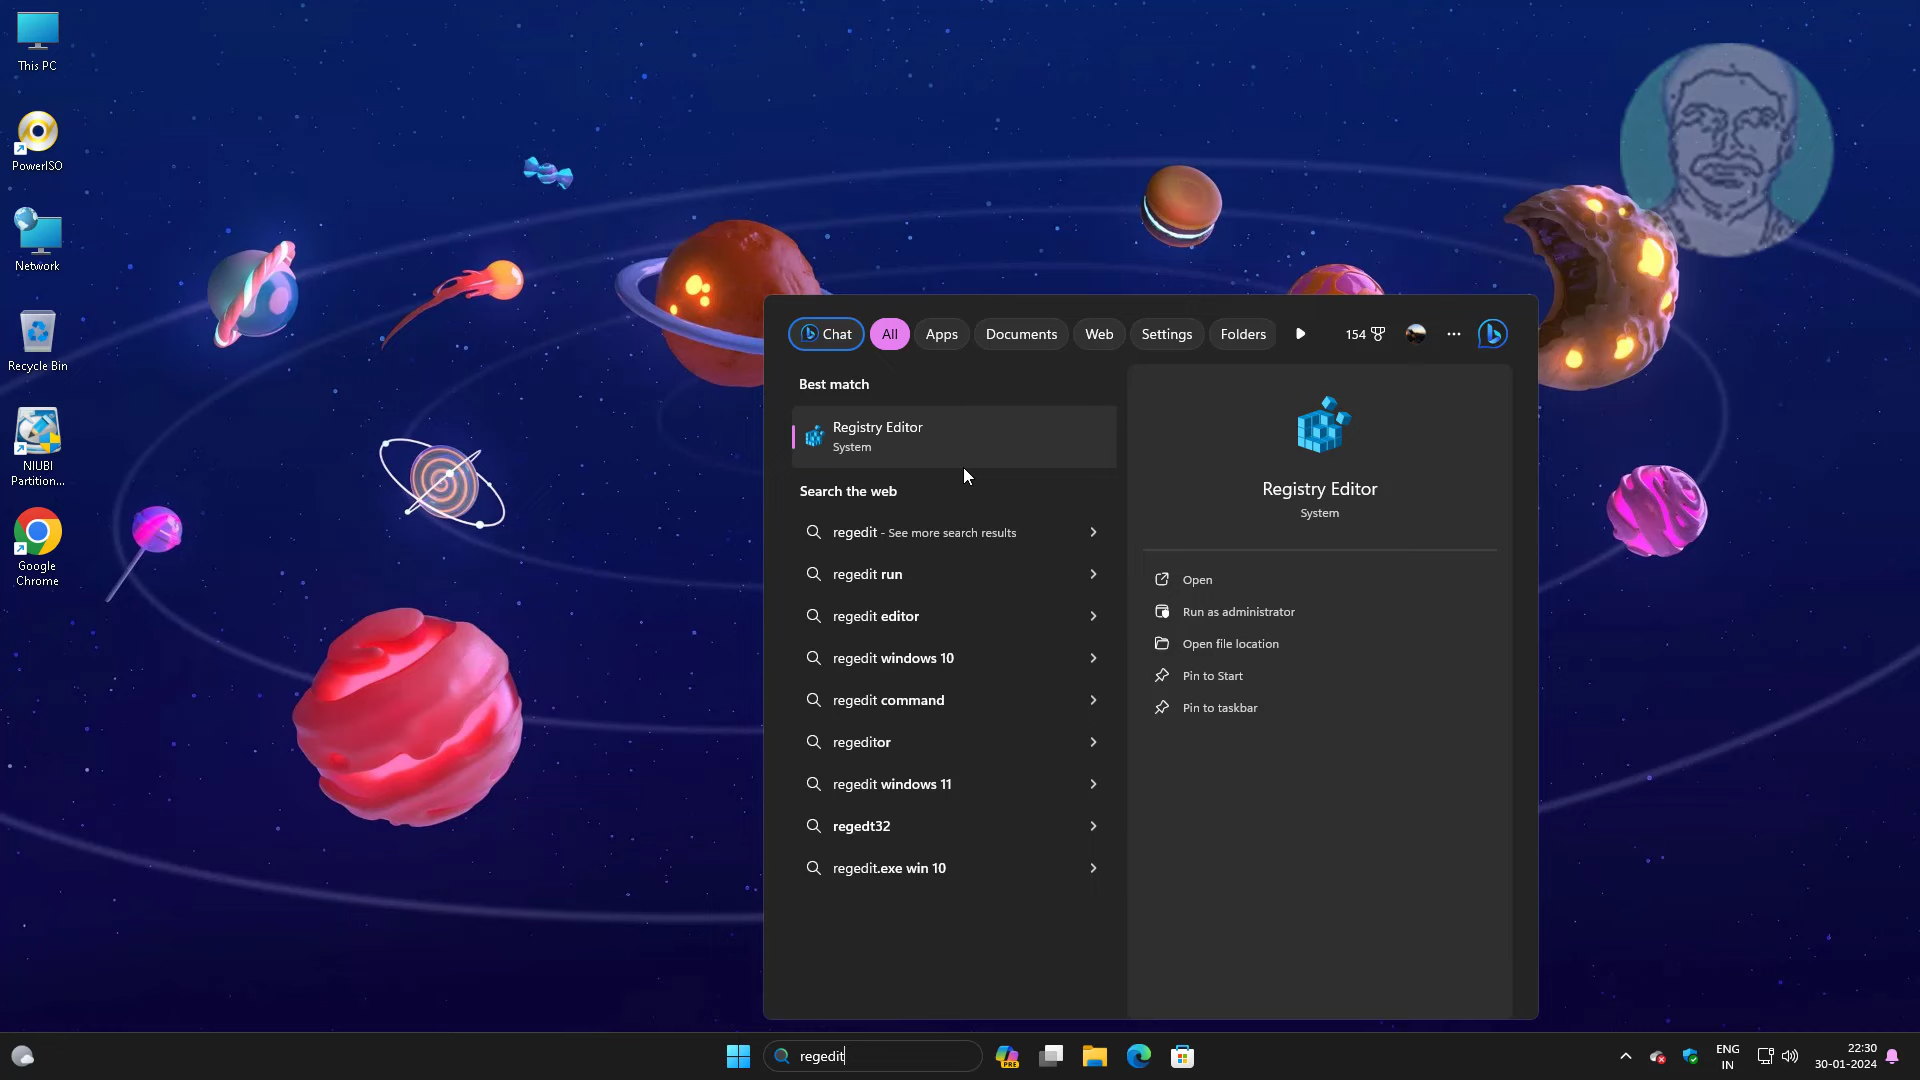 This PC
PowerISO
Network
Recycle Bin
NIUBI
Partition...
Google
Chrome
Chat
All
Apps
Documents
Web
Settings
Folders
154
Best match
Registry Editor
System
Search the web
regedit - See more search results
regedit run
regedit editor
regedit windows 10
regedit command
regeditor
regedit windows 11
regedt32
regedit.exe win 10
Registry Editor
System
Open
Run as administrator
Open file location
Pin to Start
Pin to taskbar
regedit
PRE
ENG
IN
22:30
30-01-2024